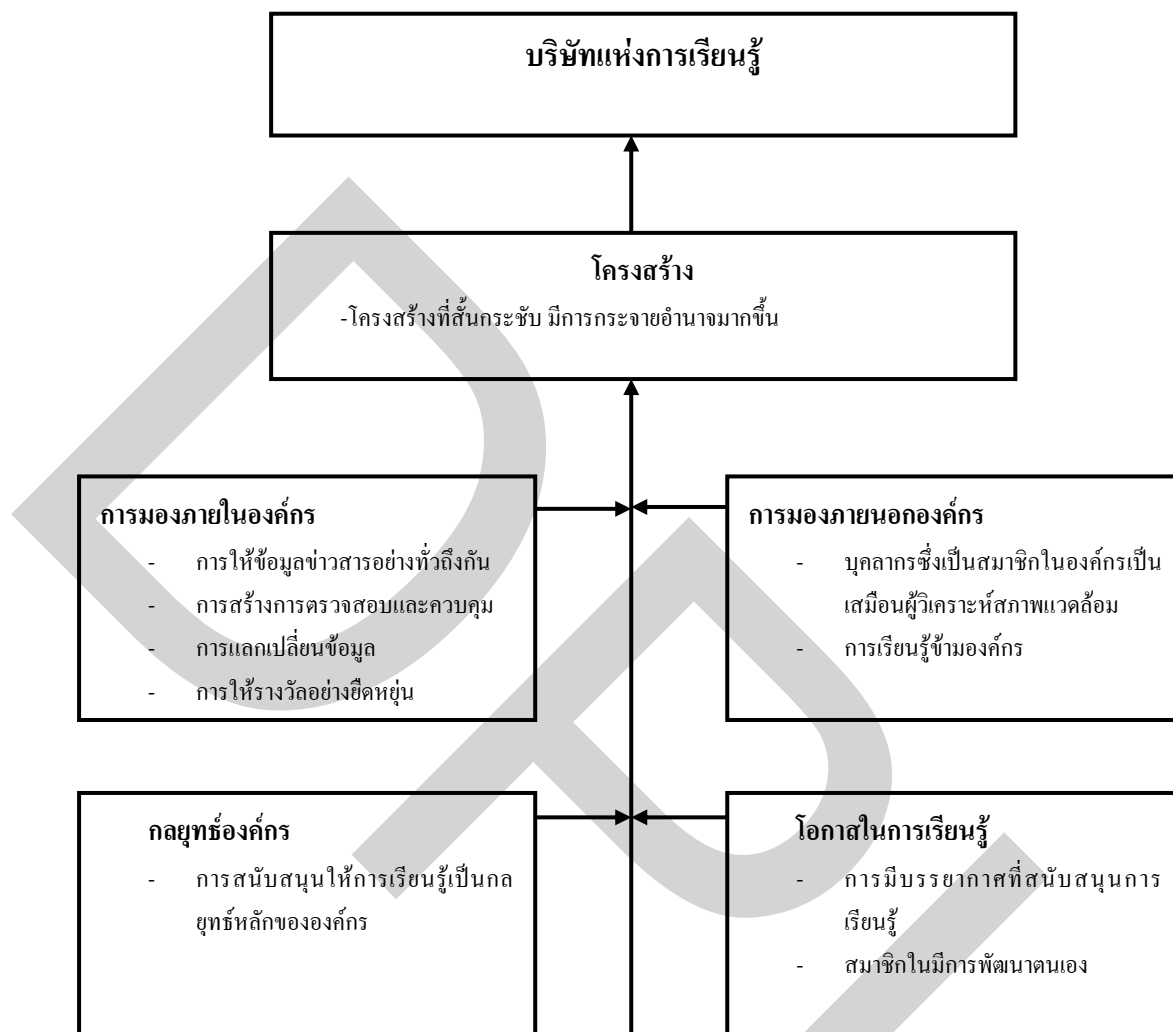 บริษัทแห่งการเรียนรู้
โครงสร้าง
-โครงสร้างที่สั้นกระชับ มีการกระจายอำนาจมากขึ้น
การมองภายในองค์กร
- การให้ข้อมูลข่าวสารอย่างทั่วถึงกัน
- การสร้างการตรวจสอบและควบคุม
- การแลกเปลี่ยนข้อมูล
- การให้รางวัลอย่างยืดหยุ่น
การมองภายนอกองค์กร
- บุคลากรซึ่งเป็นสมาชิกในองค์กรเป็น
เสมือนผู้วิเคราะห์สภาพแวดล้อม
- การเรียนรู้ข้ามองค์กร
กลยุทธ์องค์กร
- การสนับสนุนให้การเรียนรู้เป็นกล
ยุทธ์หลักขององค์กร
โอกาสในการเรียนรู้
- การมีบรรยากาศที่สนับสนุนการ
เรียนรู้
- สมาชิกในมีการพัฒนาตนเอง